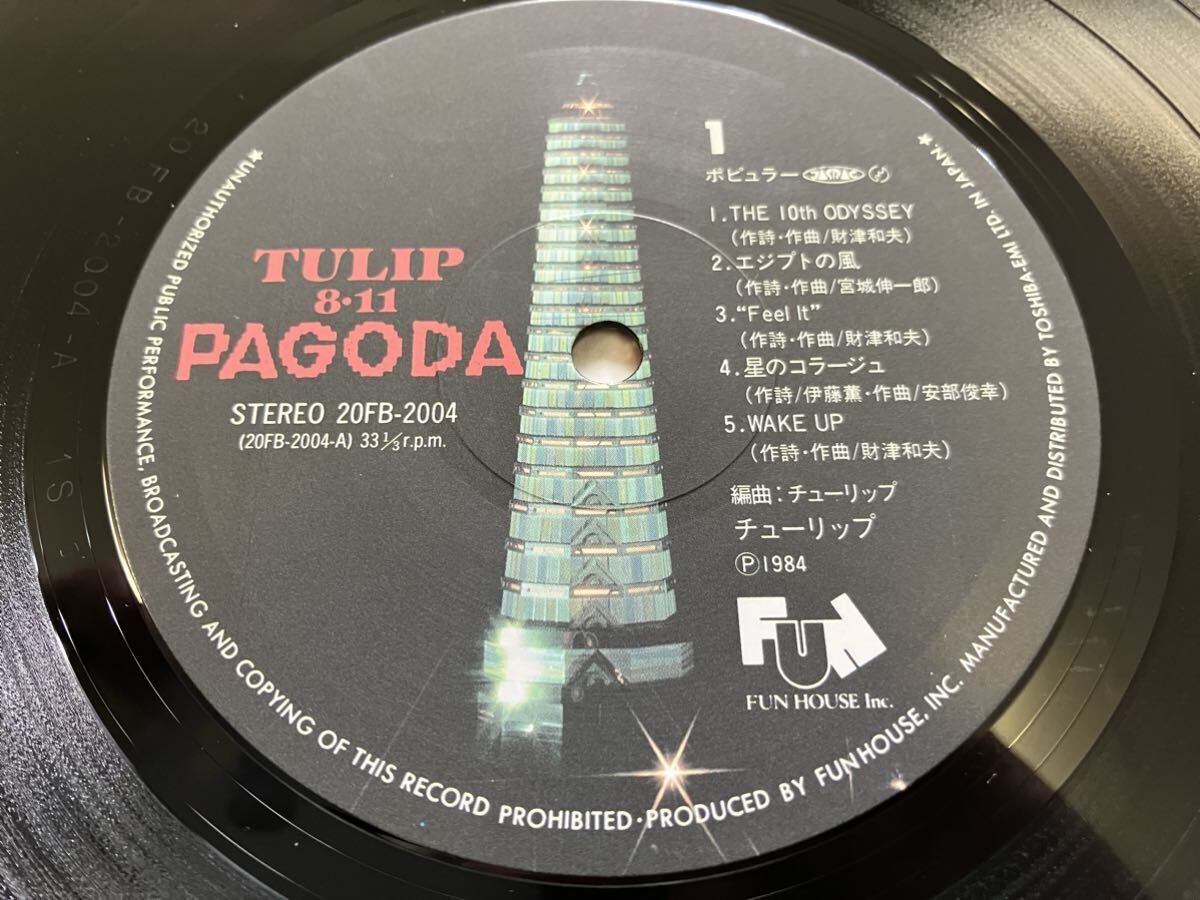 TULIP
8・11
PAGODA
STEREO 20FB-2004
(20FB-2004-A) 33 1/3 r.p.m.
1
ポピュラー JASRAC
1.THE 10th ODYSSEY
(作詩・作曲/財津和夫)
2.エジプトの風
(作詩・作曲/宮城伸一郎)
3.“Feel It”
(作詩・作曲/財津和夫)
4.星のコラージュ
(作詩/伊藤薫・作曲/安部俊幸)
5.WAKE UP
(作詩・作曲/財津和夫)
編曲:チューリップ
チューリップ
Ⓟ1984
FUN
FUN HOUSE Inc.
★UNAUTHORIZED PUBLIC PERFORMANCE, BROADCASTING AND COPYING OF THIS RECORD PROHIBITED・PRODUCED BY FUNHOUSE, INC. MANUFACTURED AND DISTRIBUTED BY TOSHIBA-EMI LTD. IN JAPAN★
20FB-2004-A 1S